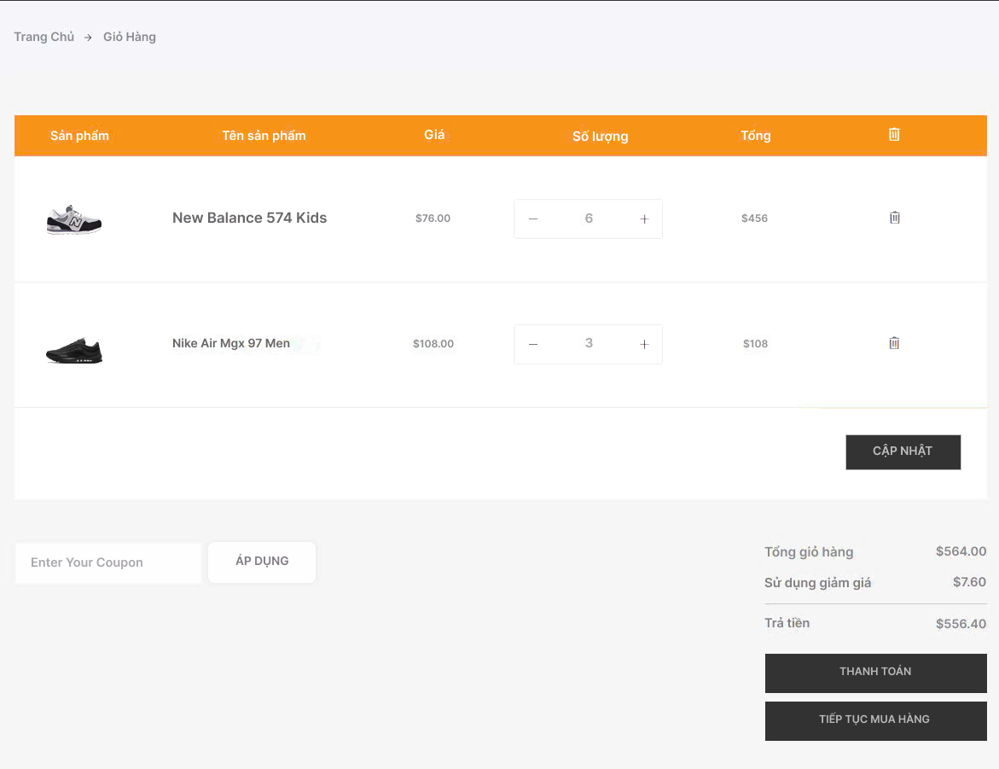 Trang Chủ → Giỏ Hàng
Sản phẩm Tên sản phẩm Giá Số lượng Tổng
New Balance 574 Kids $76.00 − 6 + $456
Nike Air Mgx 97 Men $108.00 − 3 + $108
CẬP NHẬT
Enter Your Coupon ÁP DỤNG
Tổng giỏ hàng $564.00
Sử dụng giảm giá $7.60
Trả tiền $556.40
THANH TOÁN
TIẾP TỤC MUA HÀNG